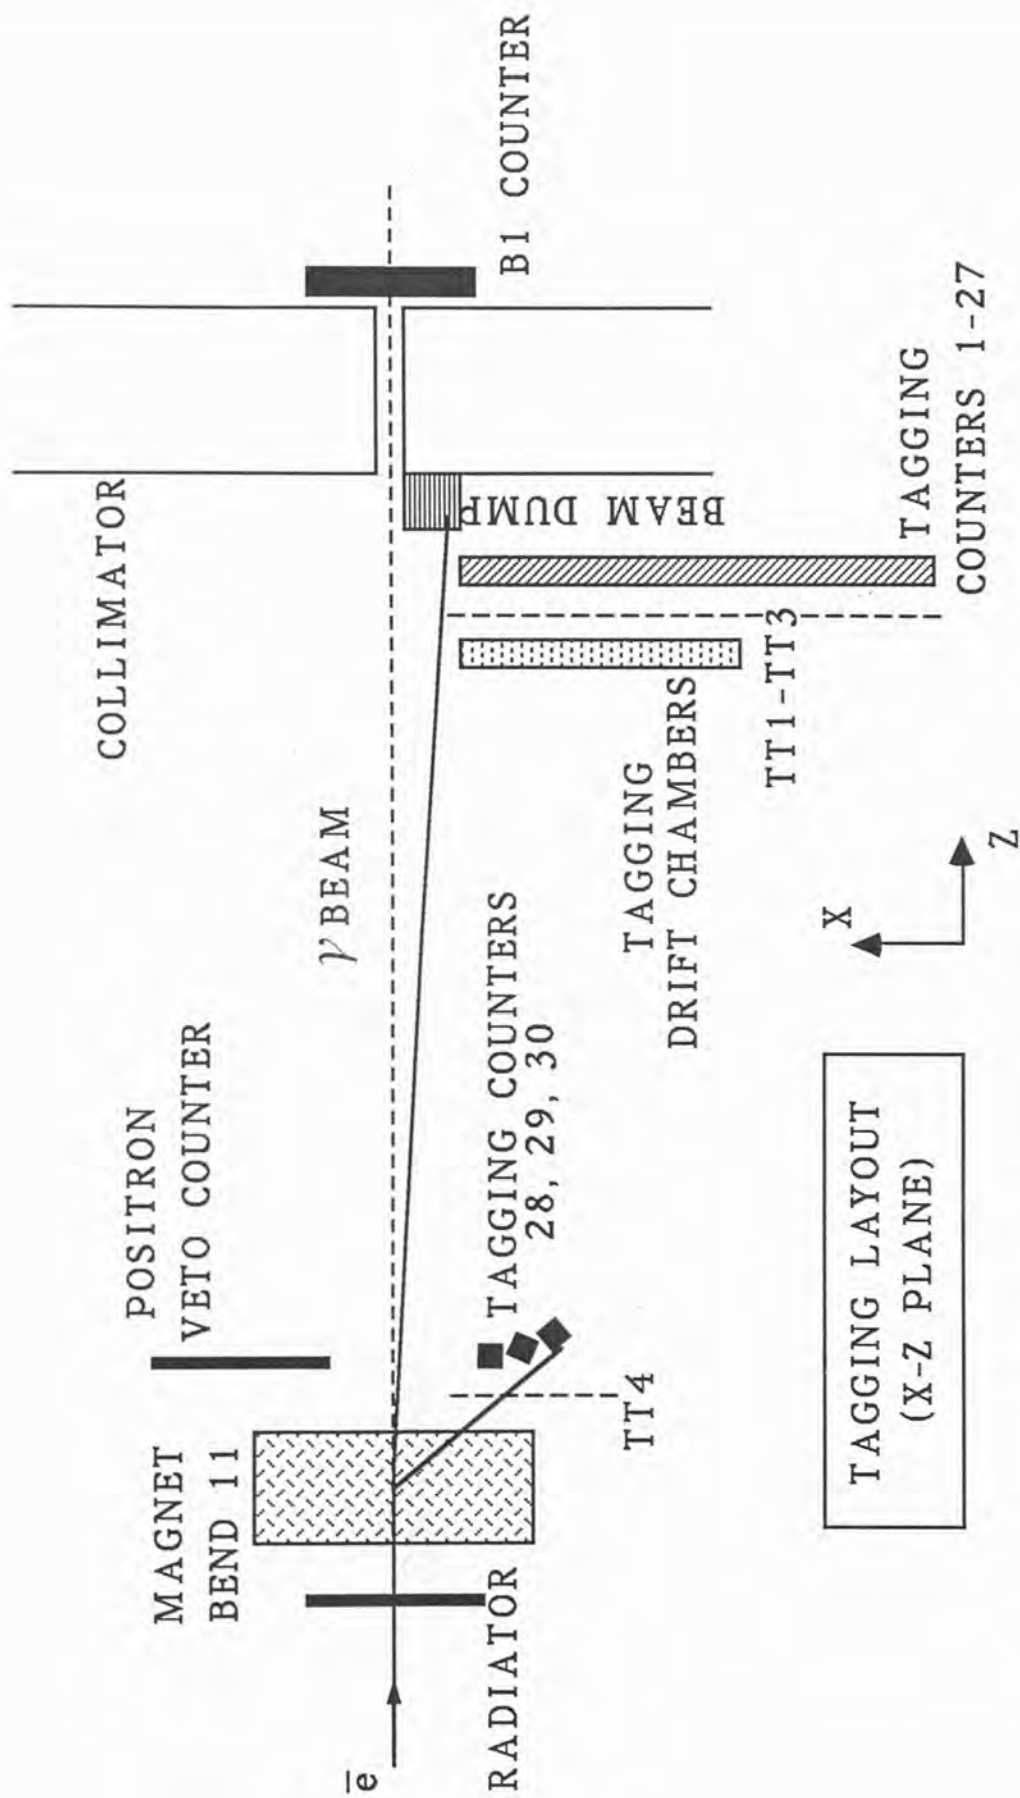 COLLIMATOR
B1 COUNTER
POSITRON
VETO COUNTER
γ BEAM
MAGNET
BEND 11
BEAM DUMP
e̅
RADIATOR
TAGGING COUNTERS
28, 29, 30
TT4
TAGGING
DRIFT CHAMBERS
TT1-TT3
TAGGING
COUNTERS 1-27
X
Z
TAGGING LAYOUT
(X-Z PLANE)